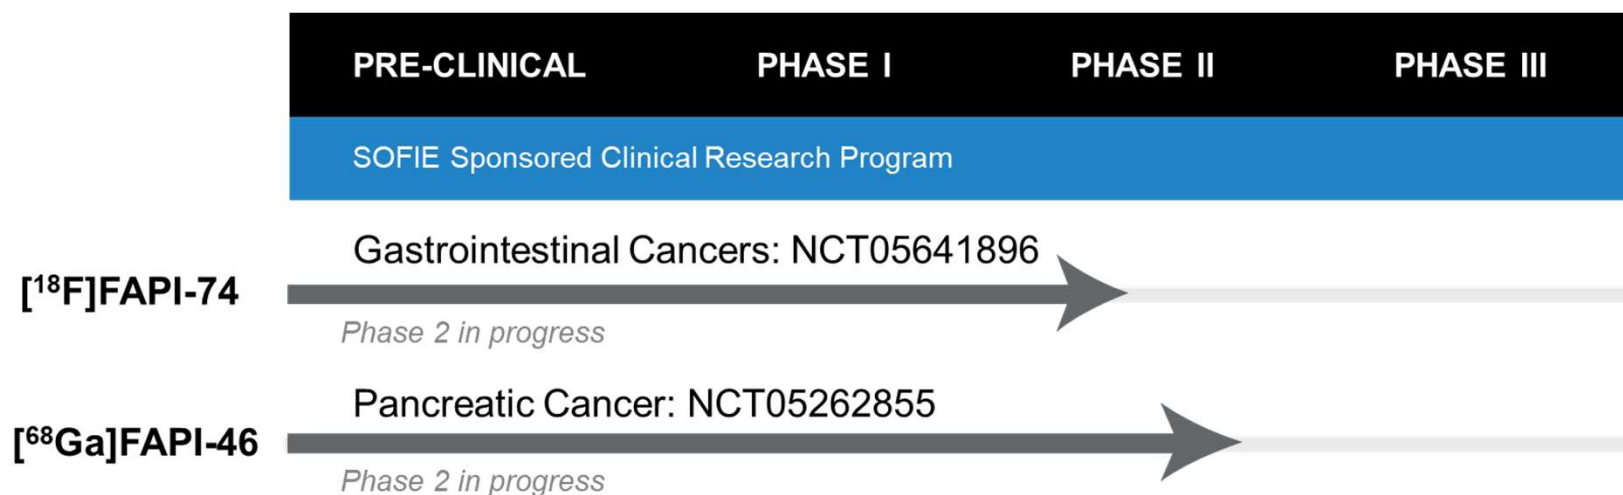 PRE-CLINICAL PHASE I PHASE II PHASE III
SOFIE Sponsored Clinical Research Program
Gastrointestinal Cancers: NCT05641896
[¹⁸F]FAPI-74
Phase 2 in progress
Pancreatic Cancer: NCT05262855
[⁶⁸Ga]FAPI-46
Phase 2 in progress